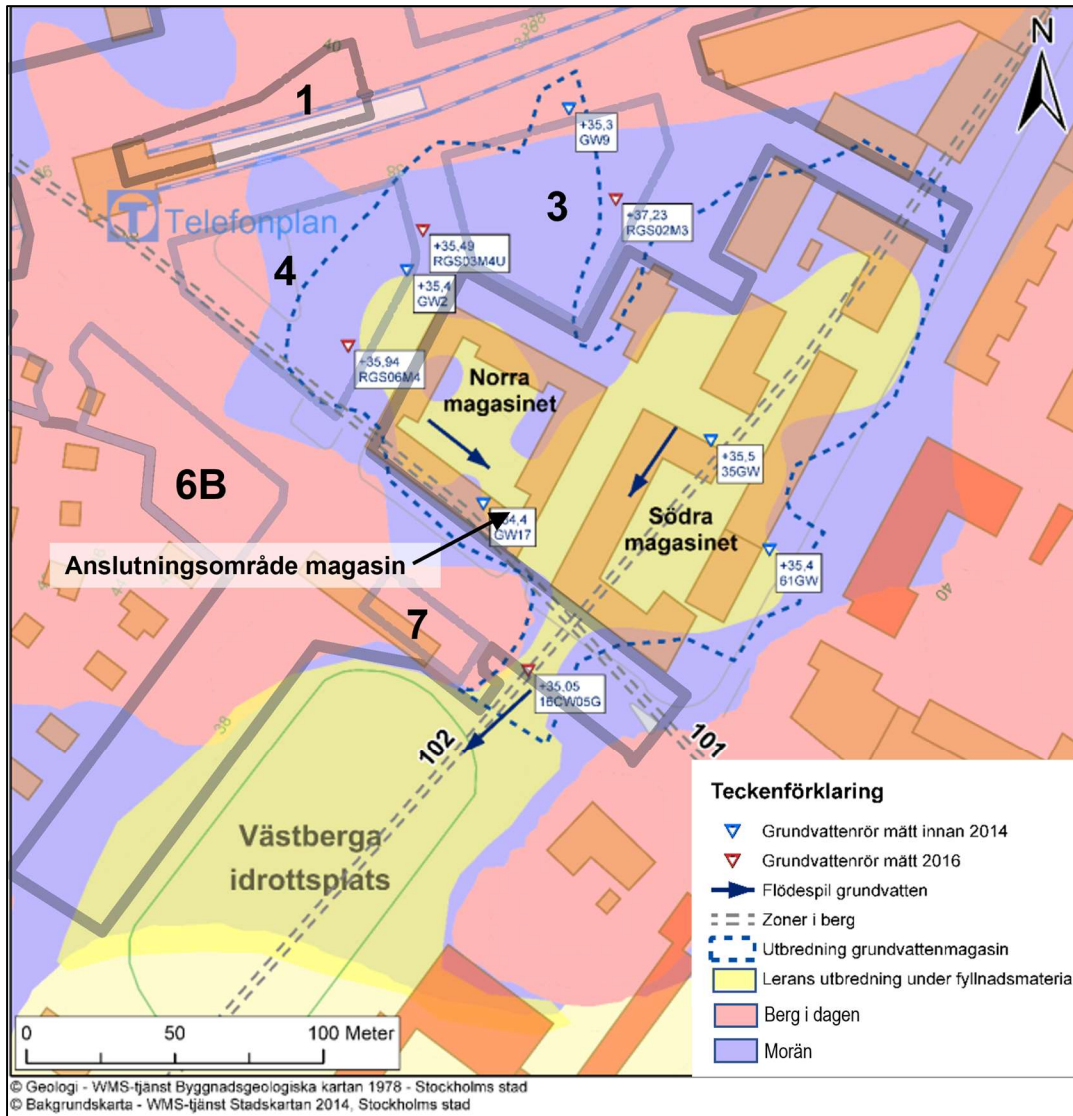 1
Telefonplan
4
3
+35,3
GW9
+37,23
RGS02M3
+35,49
RGS03M4U
+35,4
GW2
+35,94
RGS06M4
Norra
magasinet
N
6B
GW17
Anslutningsområde magasin
+35,5
35GW
Södra
magasinet
+35,4
61GW
7
+35,05
16CW05G
102
101
Västberga
idrottsplats
40
38
38
40
0 50 100 Meter
Teckenförklaring
Grundvattenrör mätt innan 2014
Grundvattenrör mätt 2016
Flödespil grundvatten
Zoner i berg
Utbredning grundvattenmagasin
Lerans utbredning under fyllnadsmateria
Berg i dagen
Morän
© Geologi - WMS-tjänst Byggnadsgeologiska kartan 1978 - Stockholms stad
© Bakgrundskarta - WMS-tjänst Stadskartan 2014, Stockholms stad